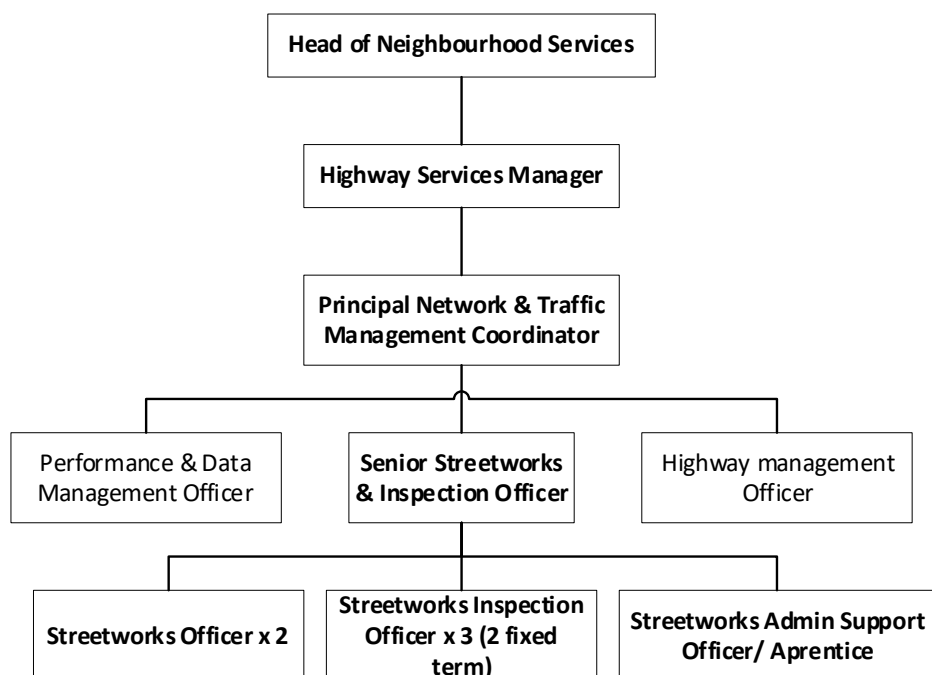 Head of Neighbourhood Services
Highway Services Manager
Principal Network & Traffic
Management Coordinator
Performance & Data
Management Officer
Senior Streetworks
& Inspection Officer
Highway management
Officer
Streetworks Officer x 2
Streetworks Inspection
Officer x 3 (2 fixed
term)
Streetworks Admin Support
Officer/ Aprentice